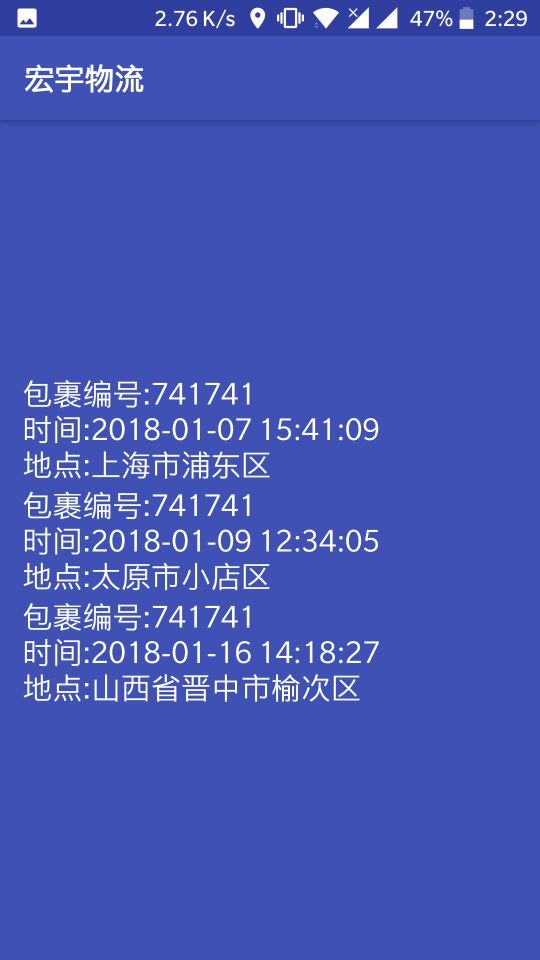 2.76 K/s 47% 2:29
宏宇物流
包裹编号:741741
时间:2018-01-07 15:41:09
地点:上海市浦东区
包裹编号:741741
时间:2018-01-09 12:34:05
地点:太原市小店区
包裹编号:741741
时间:2018-01-16 14:18:27
地点:山西省晋中市榆次区